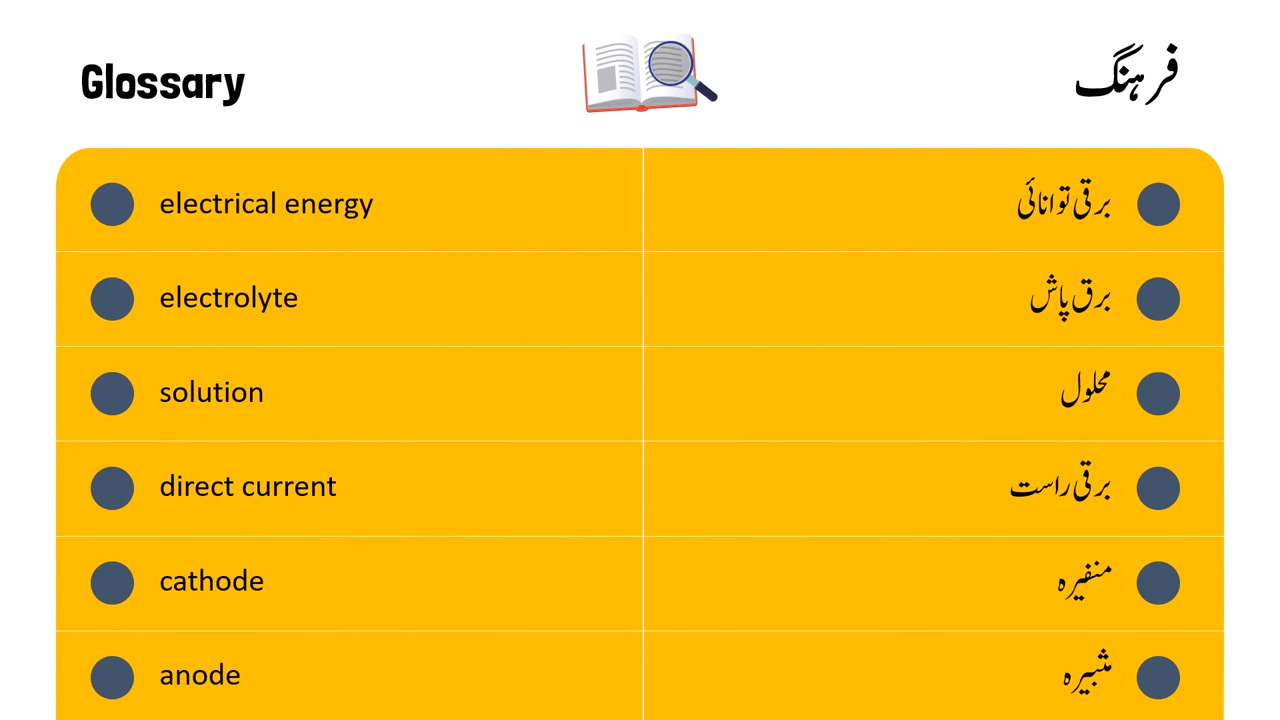 Glossary
فرہنگ
electrical energy
برقی توانائی
electrolyte
برق پاش
solution
محلول
direct current
برقی راست
cathode
منفیرہ
anode
مثبیرہ